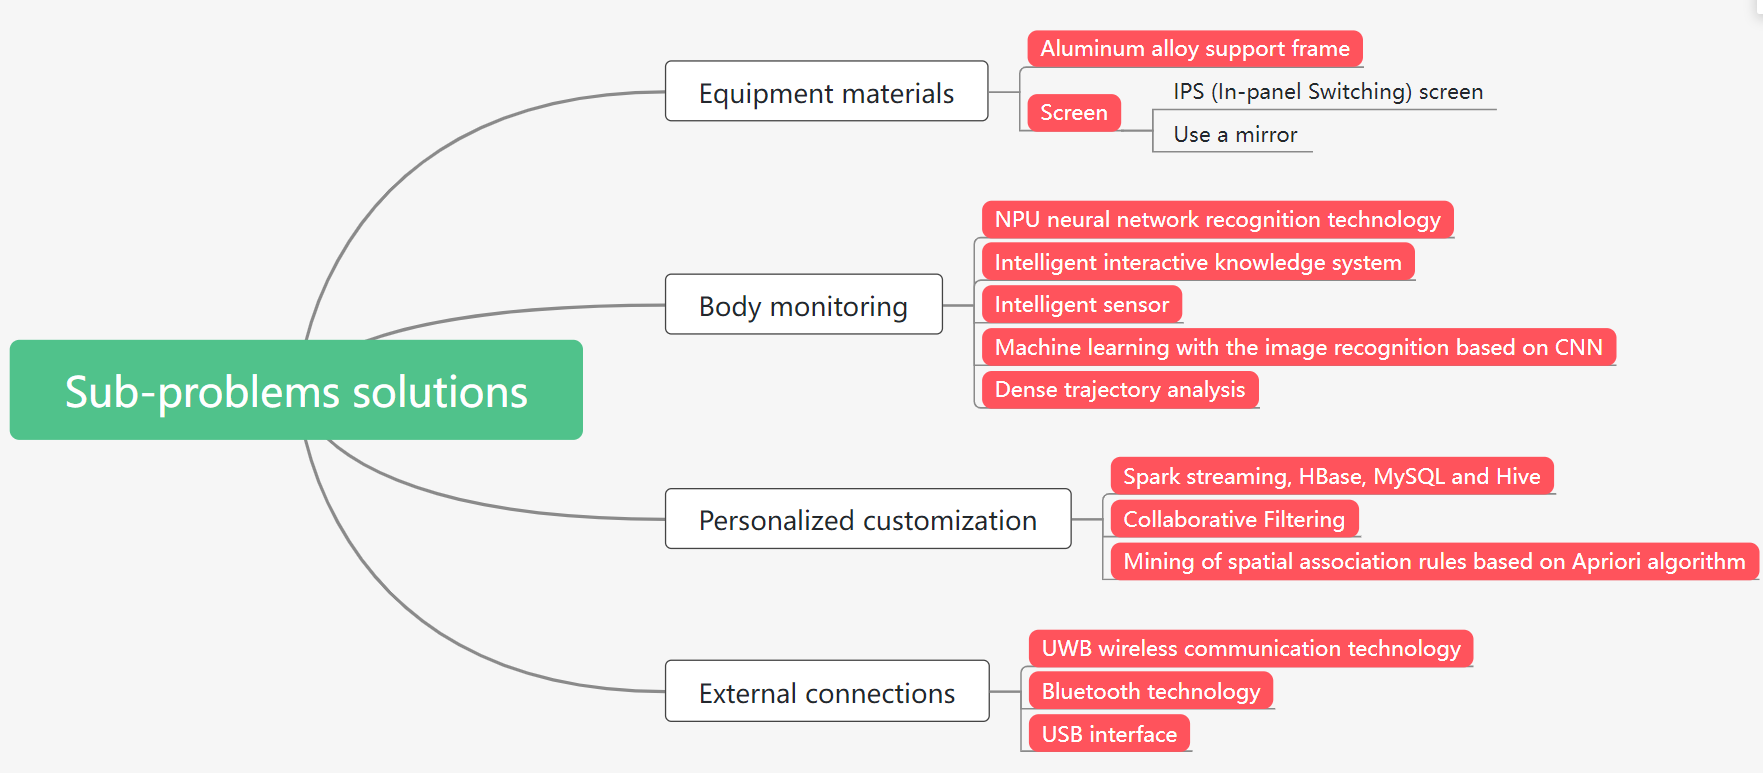 Sub-problems solutions
Equipment materials
Aluminum alloy support frame
Screen
IPS (In-panel Switching) screen
Use a mirror
Body monitoring
NPU neural network recognition technology
Intelligent interactive knowledge system
Intelligent sensor
Machine learning with the image recognition based on CNN
Dense trajectory analysis
Personalized customization
Spark streaming, HBase, MySQL and Hive
Collaborative Filtering
Mining of spatial association rules based on Apriori algorithm
External connections
UWB wireless communication technology
Bluetooth technology
USB interface